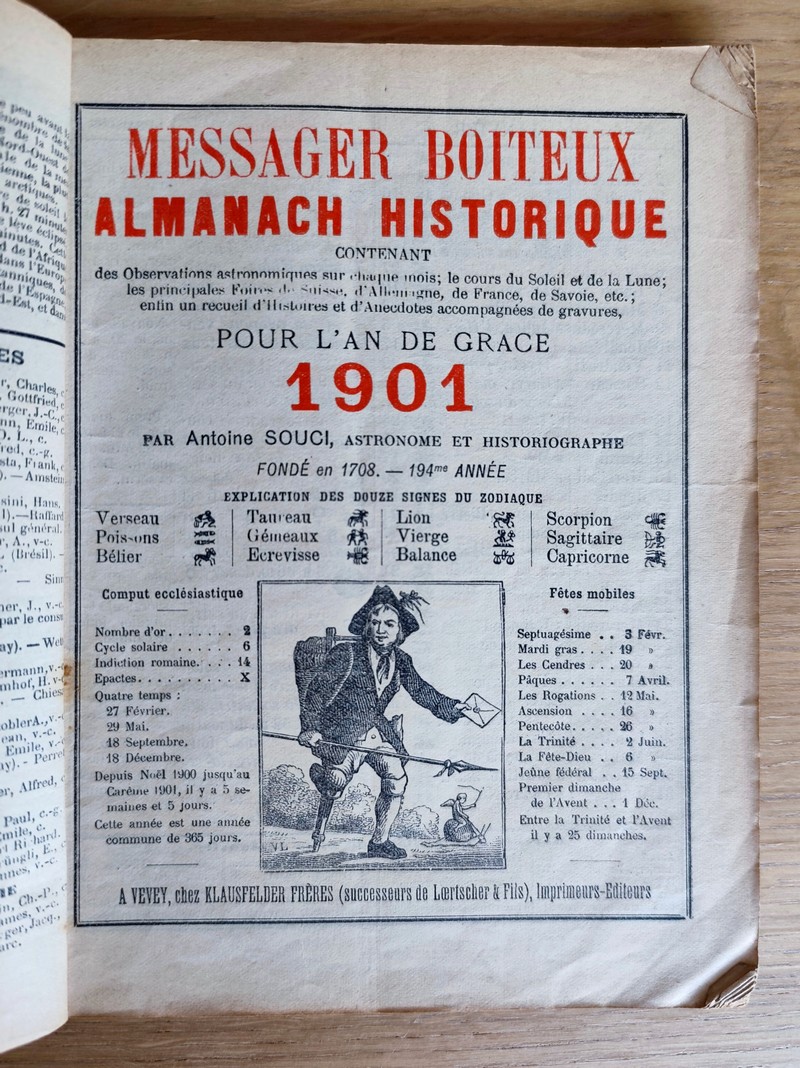 MESSAGER BOITEUX
ALMANACH HISTORIQUE
CONTENANT
des Observations astronomiques sur chaque mois; le cours du Soleil et de la Lune;
les principales Foires de Suisse, d'Allemagne, de France, de Savoie, etc.;
enfin un recueil d'Histoires et d'Anecdotes accompagnées de gravures,
POUR L'AN DE GRACE
1901
PAR Antoine SOUCI, ASTRONOME ET HISTORIOGRAPHE
FONDÉ en 1708. — 194me ANNÉE
EXPLICATION DES DOUZE SIGNES DU ZODIAQUE
Verseau Taureau Lion Scorpion
Poissons Gémeaux Vierge Sagittaire
Bélier Ecrevisse Balance Capricorne
Comput ecclésiastique
Nombre d'or. . . . . . . 2
Cycle solaire . . . . . . 6
Indiction romaine. . . . 14
Epactes. . . . . . . . . . X
Quatre temps :
27 Février.
29 Mai.
18 Septembre.
18 Décembre.
Depuis Noël 1900 jusqu'au
Carême 1901, il y a 5 se-
maines et 5 jours.
Cette année est une année
commune de 365 jours.
Fêtes mobiles
Septuagésime . . 3 Févr.
Mardi gras . . . . 19 »
Les Cendres . . . 20 »
Pâques . . . . . . 7 Avril.
Les Rogations . . 12 Mai.
Ascension . . . . 16 »
Pentecôte. . . . . 26 »
La Trinité . . . . 2 Juin.
La Fête-Dieu . . 6 »
Jeûne fédéral . . 15 Sept.
Premier dimanche
de l'Avent . . . 1 Déc.
Entre la Trinité et l'Avent
il y a 25 dimanches.
VL
A VEVEY, chez KLAUSFELDER FRÈRES (successeurs de Lœrtscher & Fils), Imprimeurs-Editeurs